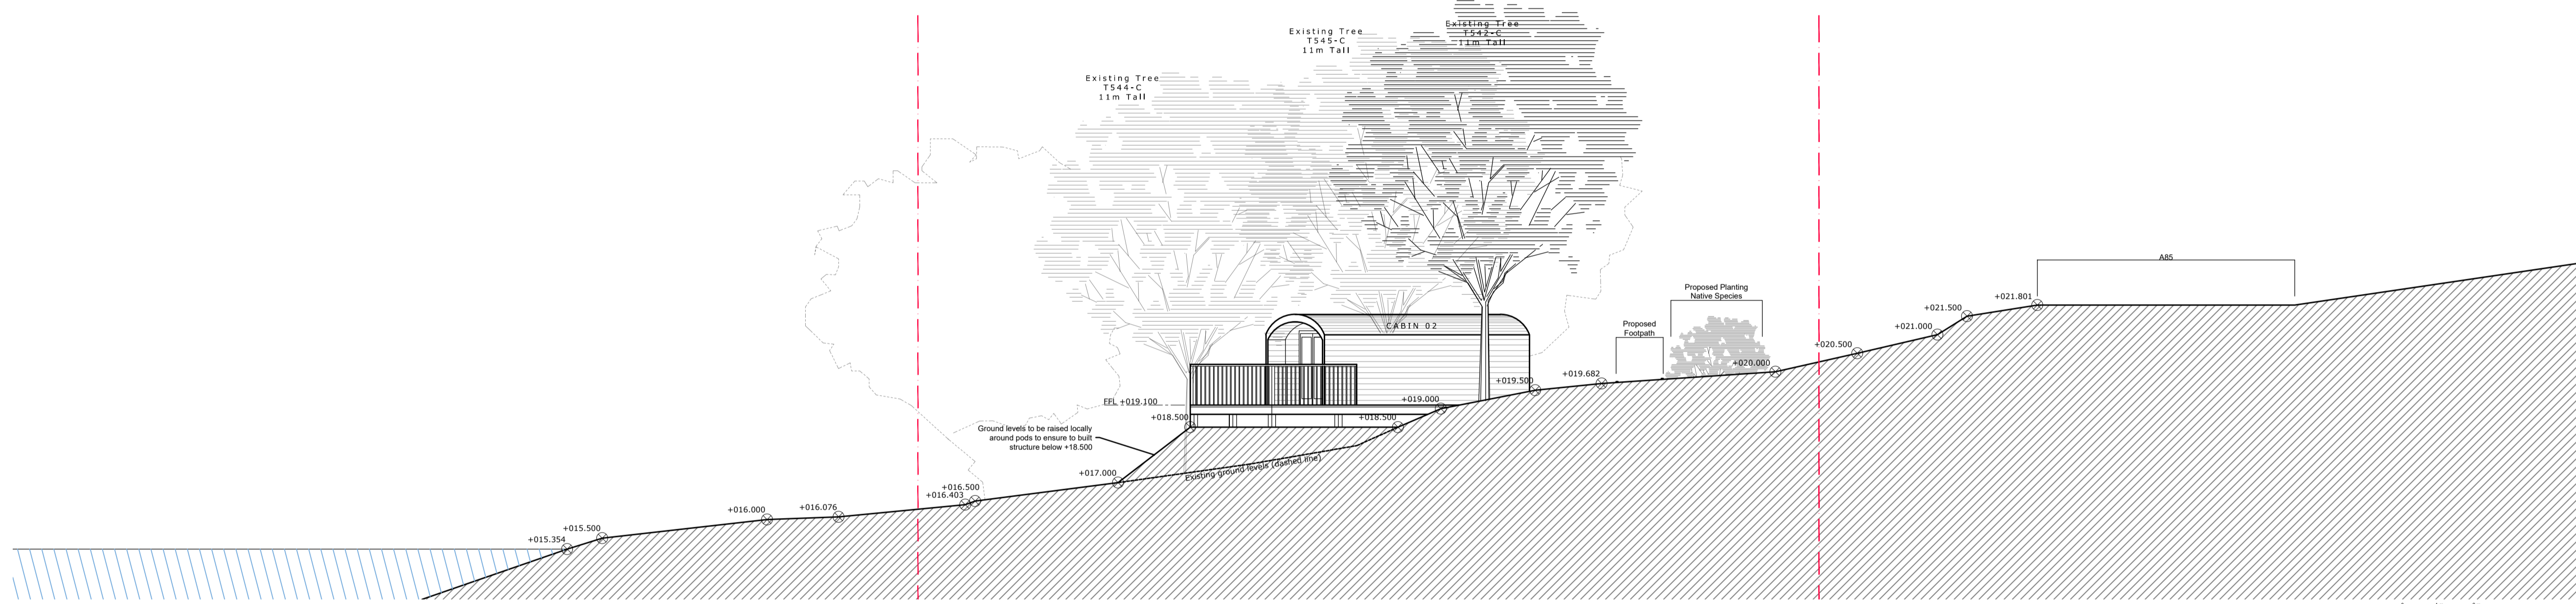 Existing Tree
T542-C
11m Tall
Existing Tree
T545-C
11m Tall
Existing Tree
T544-C
11m Tall
A85
Proposed Planting
Native Species
Proposed
Footpath
CABIN 02
+021.801
+021.500
+021.000
+020.500
+020.000
+019.682
+019.500
+019.000
FFL +019.100
+018.500
+018.500
Ground levels to be raised locally
around pods to ensure to built
structure below +18.500
Existing ground levels (dashed line)
+017.000
+016.500
+016.403
+016.076
+016.000
+015.500
+015.354